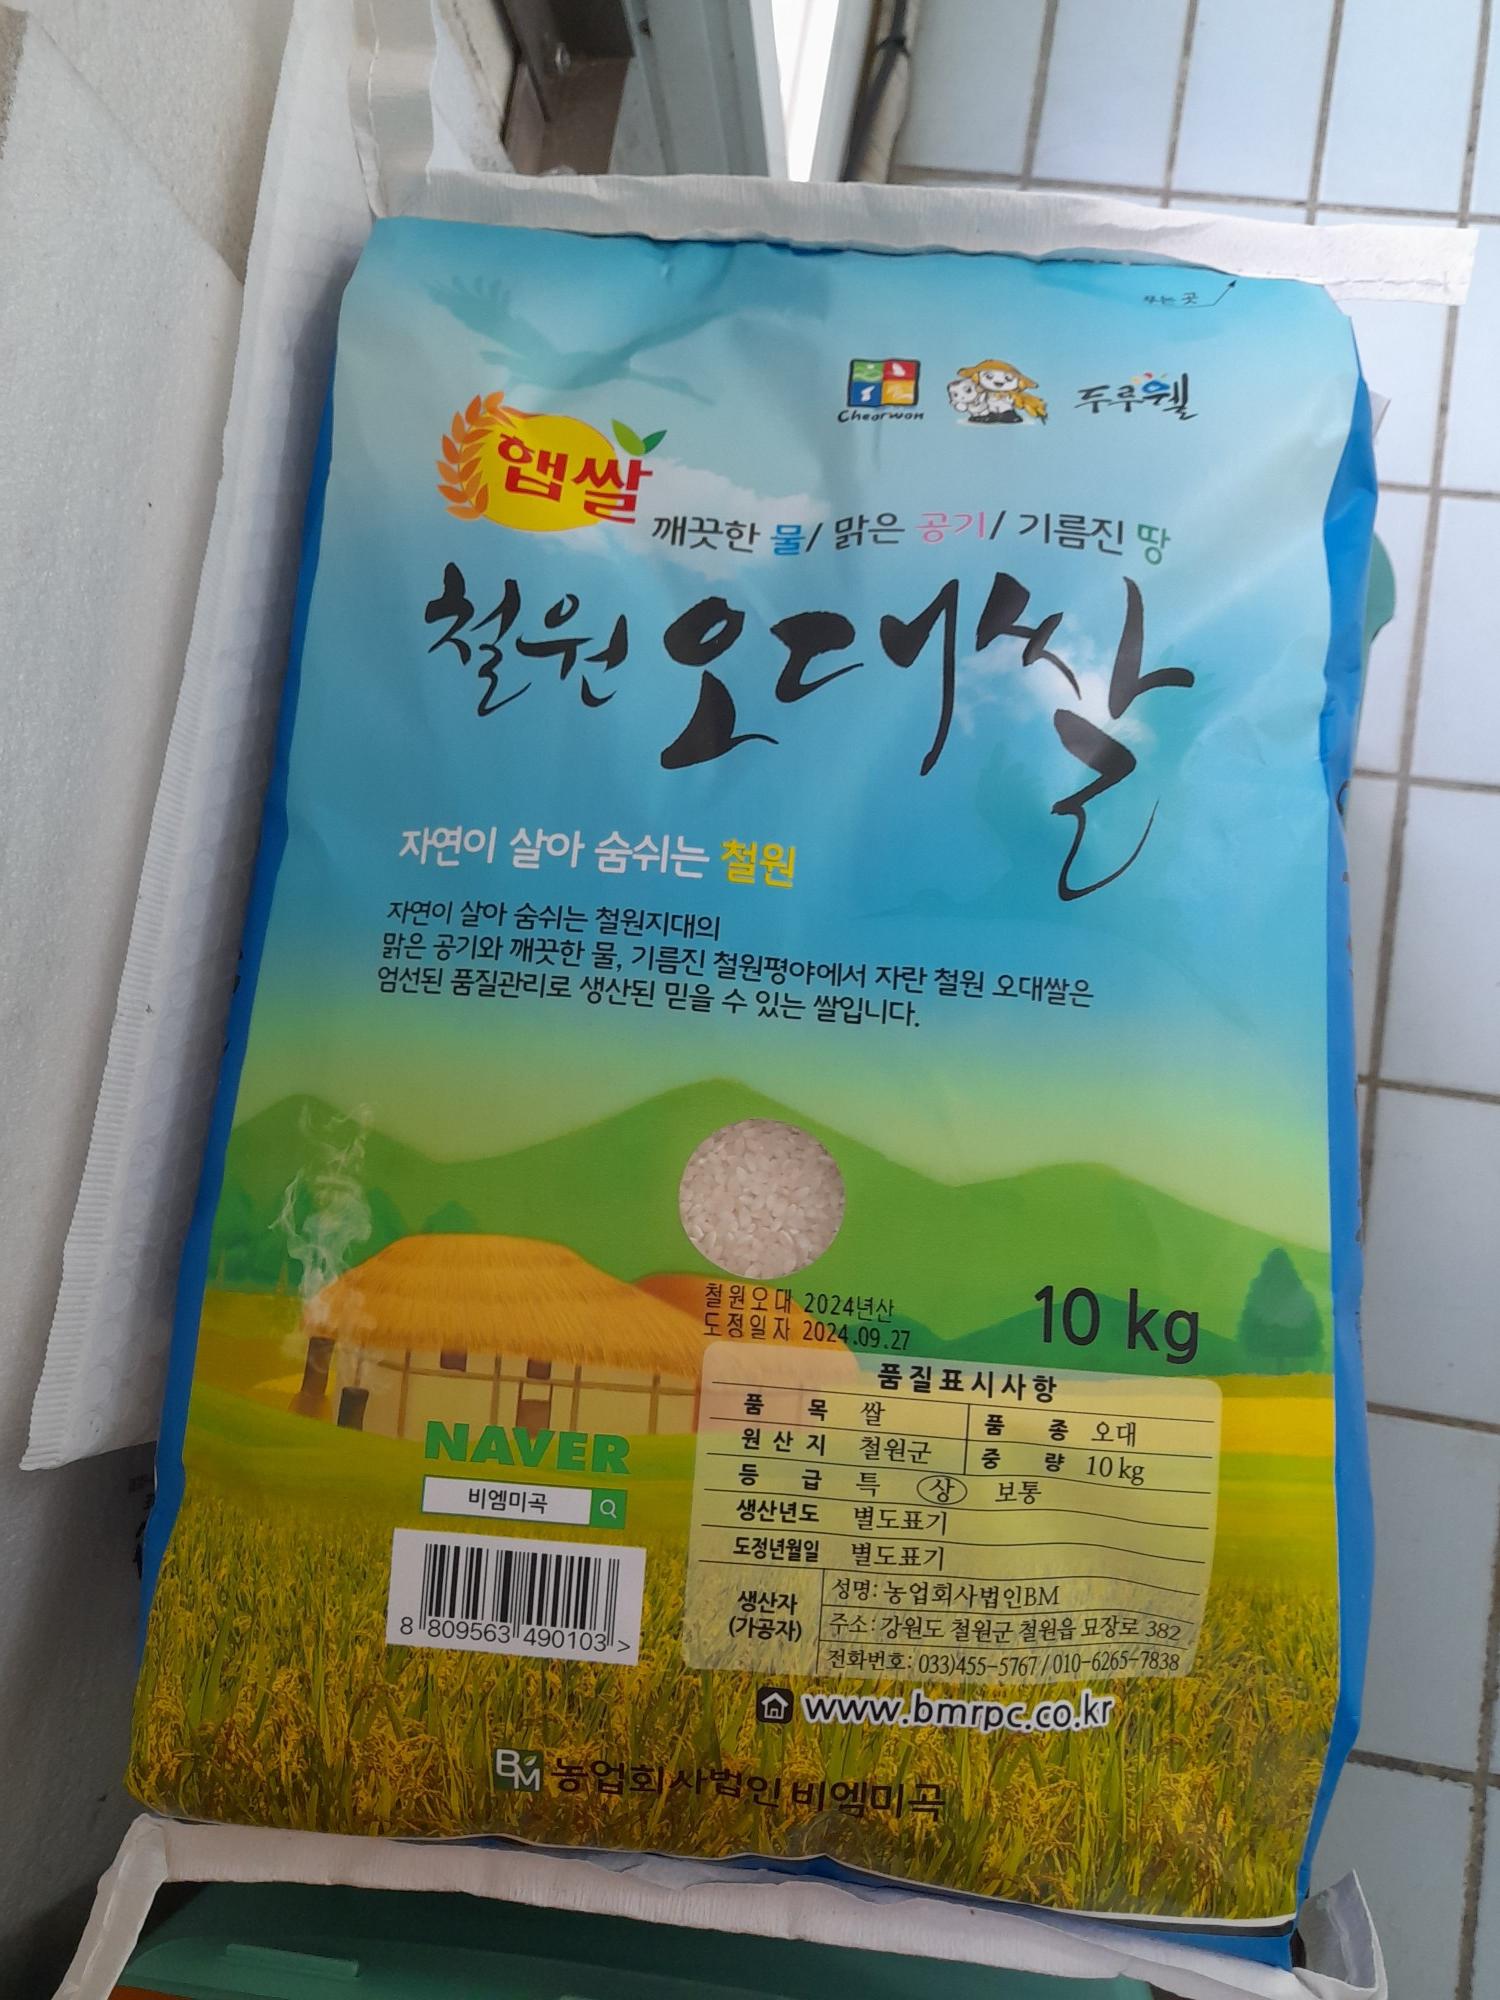 뜯는 곳
Cheorwon
두루웰
햅쌀
깨끗한 물/ 맑은 공기/ 기름진 땅
철원오대쌀
자연이 살아 숨쉬는 철원
자연이 살아 숨쉬는 철원지대의
맑은 공기와 깨끗한 물, 기름진 철원평야에서 자란 철원 오대쌀은
엄선된 품질관리로 생산된 믿을 수 있는 쌀입니다.
철원오대 2024년산
도정일자 2024.09.27
10 kg
품질표시사항
품 목 쌀 품 종 오대
원산지 철원군 중 량 10 kg
등 급 특 상 보통
생산년도 별도표기
도정년월일 별도표기
생산자
(가공자)
성명: 농업회사법인BM
주소: 강원도 철원군 철원읍 묘장로 382
전화번호: 033)455-5767/010-6265-7838
NAVER
비엠미곡
8 809563 490103 >
www.bmrpc.co.kr
BM 농업회사법인 비엠미곡